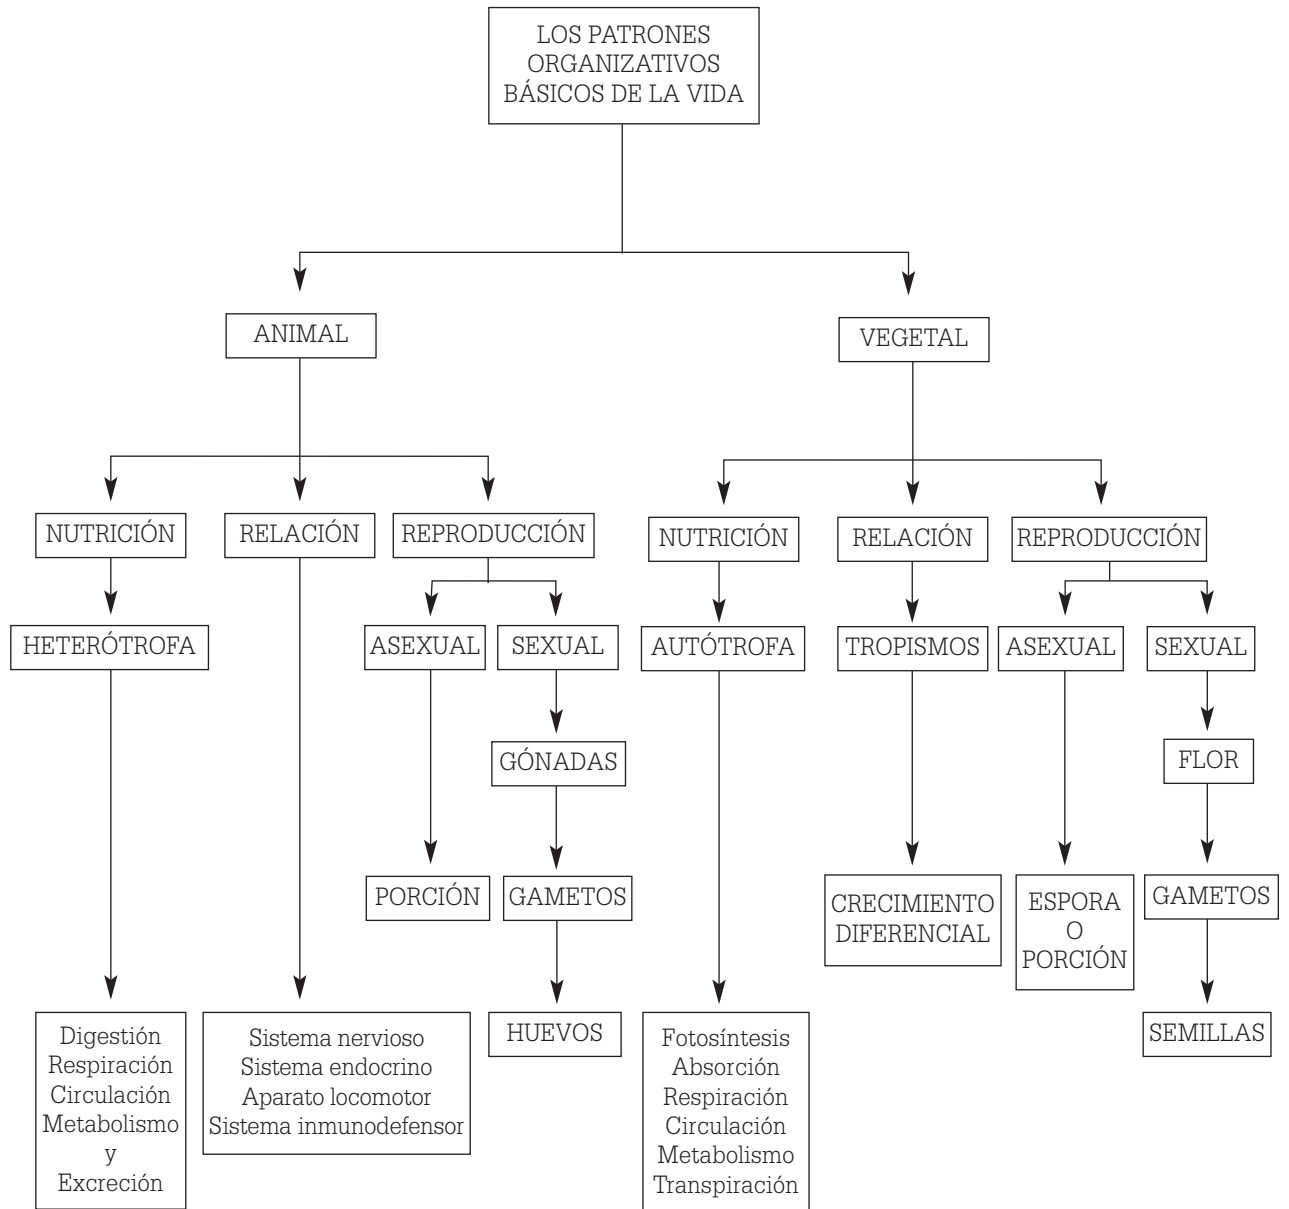 LOS PATRONES
ORGANIZATIVOS
BÁSICOS DE LA VIDA
ANIMAL
VEGETAL
NUTRICIÓN
RELACIÓN
REPRODUCCIÓN
NUTRICIÓN
RELACIÓN
REPRODUCCIÓN
HETERÓTROFA
ASEXUAL
SEXUAL
AUTÓTROFA
TROPISMOS
ASEXUAL
SEXUAL
GÓNADAS
FLOR
PORCIÓN
GAMETOS
CRECIMIENTO
DIFERENCIAL
ESPORA
O
PORCIÓN
GAMETOS
Digestión
Respiración
Circulación
Metabolismo
y
Excreción
Sistema nervioso
Sistema endocrino
Aparato locomotor
Sistema inmunodefensor
HUEVOS
Fotosíntesis
Absorción
Respiración
Circulación
Metabolismo
Transpiración
SEMILLAS